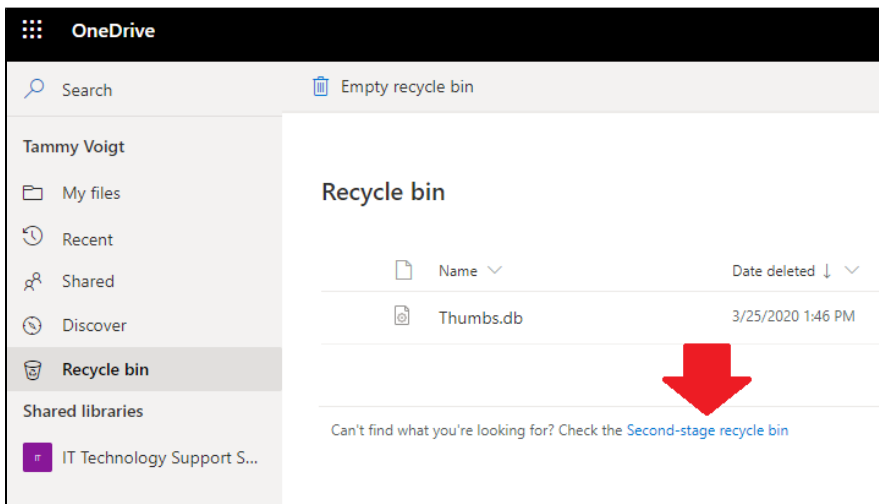 OneDrive
Search
Empty recycle bin
Tammy Voigt
My files
Recent
Shared
Discover
Recycle bin
Shared libraries
IT Technology Support S...
Recycle bin
Name
Date deleted ↓
Thumbs.db
3/25/2020 1:46 PM
Can't find what you're looking for? Check the Second-stage recycle bin